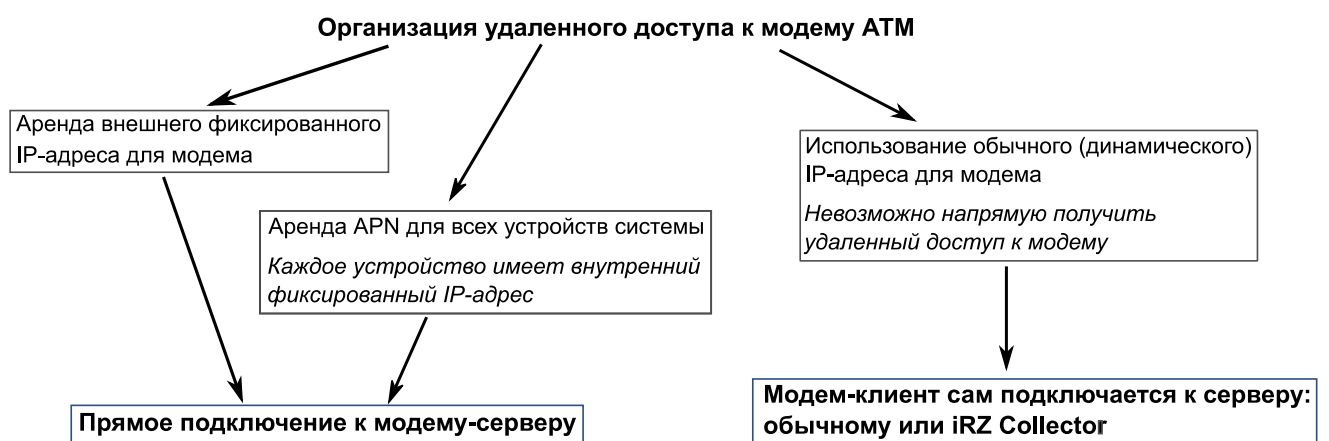 Организация удаленного доступа к модему ATM
Аренда внешнего фиксированного
IP-адреса для модема
Аренда APN для всех устройств системы
Каждое устройство имеет внутренний
фиксированный IP-адрес
Использование обычного (динамического)
IP-адреса для модема
Невозможно напрямую получить
удаленный доступ к модему
Прямое подключение к модему-серверу
Модем-клиент сам подключается к серверу:
обычному или iRZ Collector